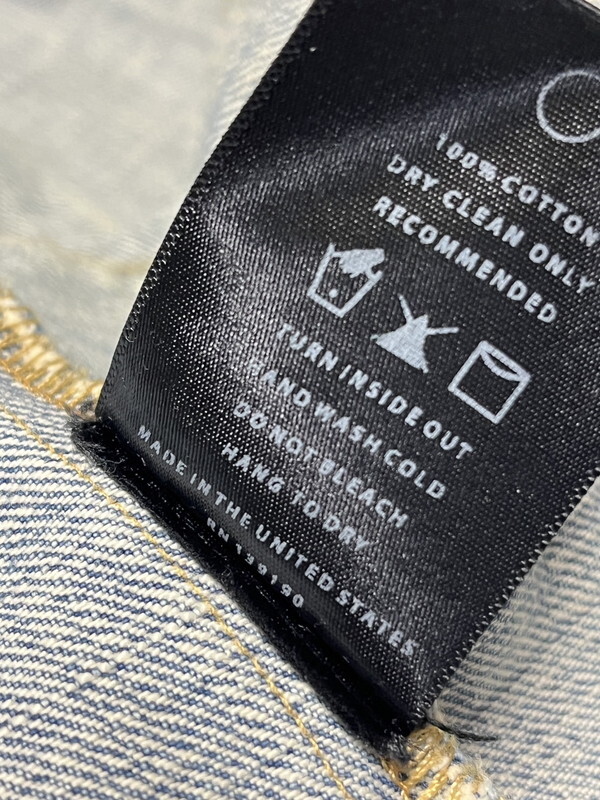 100% COTTON
DRY CLEAN ONLY
RECOMMENDED
TURN INSIDE OUT
HAND WASH COLD
DO NOT BLEACH
HANG TO DRY
MADE IN THE UNITED STATES
RN 139190